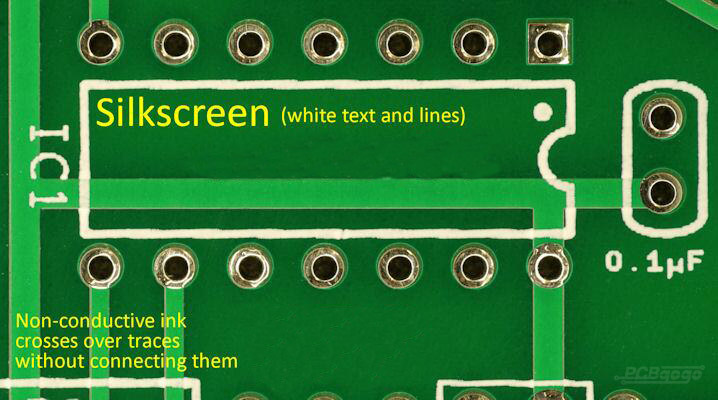 Silkscreen (white text and lines)
IC1
0.1µF
Non-conductive ink
crosses over traces
without connecting them
PCBgogo